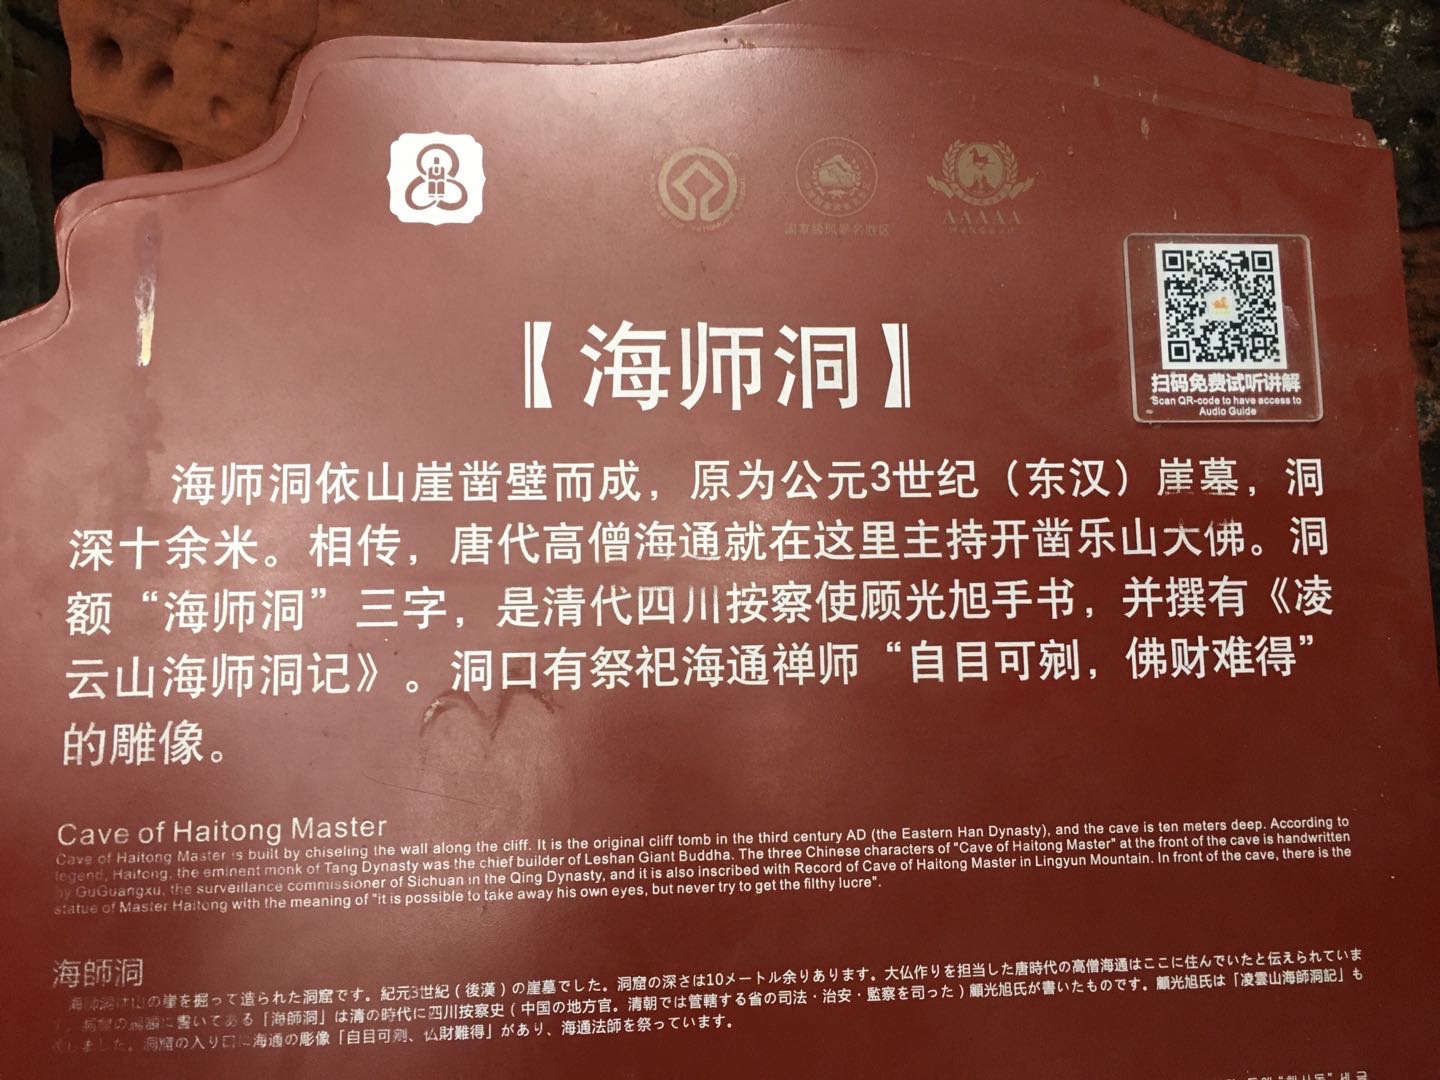 国家级风景名胜区
AAAAA
扫码免费试听讲解
Scan QR-code to have access to
Audio Guide
【海师洞】
海师洞依山崖凿壁而成，原为公元3世纪（东汉）崖墓，洞
深十余米。相传，唐代高僧海通就在这里主持开凿乐山大佛。洞
额“海师洞”三字，是清代四川按察使顾光旭手书，并撰有《凌
云山海师洞记》。洞口有祭祀海通禅师“自目可剜，佛财难得”
的雕像。
Cave of Haitong Master
Cave of Haitong Master is built by chiseling the wall along the cliff. It is the original cliff tomb in the third century AD (the Eastern Han Dynasty), and the cave is ten meters deep. According to
legend, Haitong, the eminent monk of Tang Dynasty was the chief builder of Leshan Giant Buddha. The three Chinese characters of "Cave of Haitong Master" at the front of the cave is handwritten
by GuGuangxu, the surveillance commissioner of Sichuan in the Qing Dynasty, and it is also inscribed with Record of Cave of Haitong Master in Lingyun Mountain. In front of the cave, there is the
statue of Master Haitong with the meaning of "it is possible to take away his own eyes, but never try to get the filthy lucre".
海師洞
海師洞は山の崖を掘って造られた洞窟です。紀元3世紀（後漢）の崖墓でした。洞窟の深さは10メートル余りあります。大仏作りを担当した唐時代の高僧海通はここに住んでいたと伝えられていま
す。洞窟の扁額に書いてある「海師洞」は清の時代に四川按察史（中国の地方官。清朝では管轄する省の司法・治安・監察を司った）顧光旭氏が書いたものです。顧光旭氏は「凌雲山海師洞記」も
しました。洞窟の入り口に海通の彫像「自目可剜、仏財難得」があり、海通法師を祭っています。